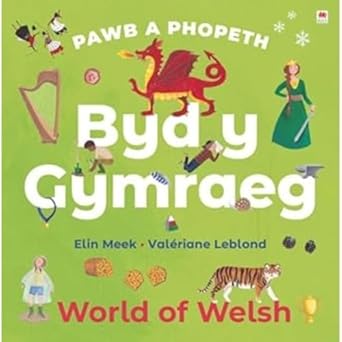 PAWB A PHOPETH
Byd y
Gymraeg
Elin Meek • Valériane Leblond
World of Welsh